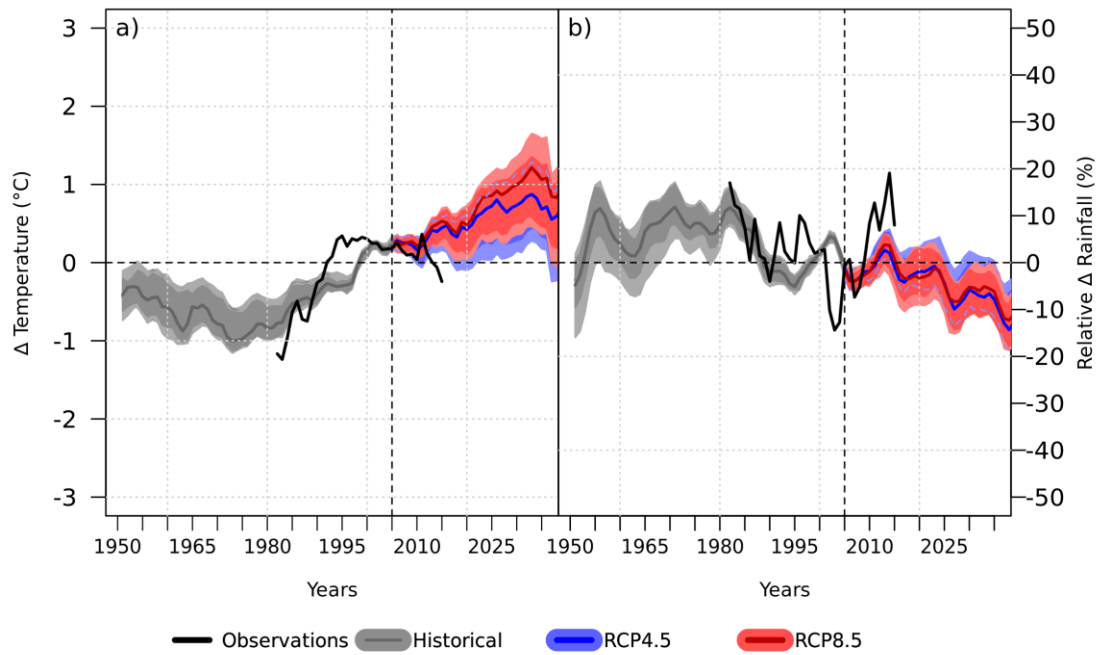 a)
b)
3
2
1
0
-1
-2
-3
Δ Temperature (°C)
50
40
30
20
10
0
-10
-20
-30
-40
-50
Relative Δ Rainfall (%)
1950 1965 1980 1995 2010 2025
1950 1965 1980 1995 2010 2025
Years
Years
Observations Historical RCP4.5 RCP8.5